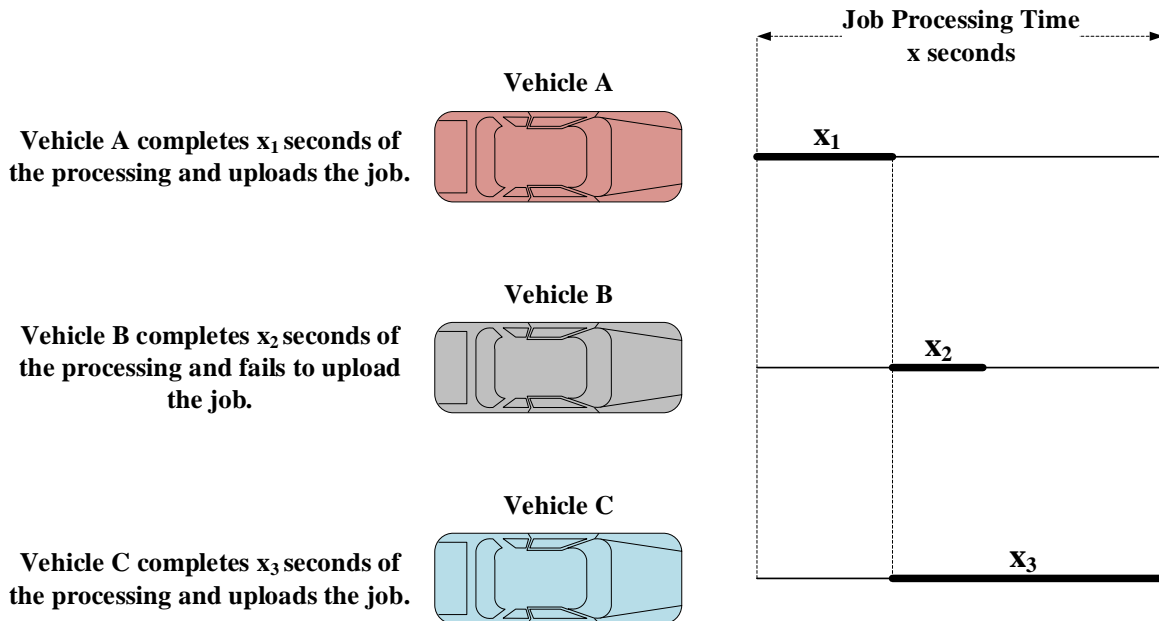 Job Processing Time
x seconds
Vehicle A
Vehicle A completes x₁ seconds of
the processing and uploads the job.
x₁
Vehicle B
Vehicle B completes x₂ seconds of
the processing and fails to upload
the job.
x₂
Vehicle C
Vehicle C completes x₃ seconds of
the processing and uploads the job.
x₃